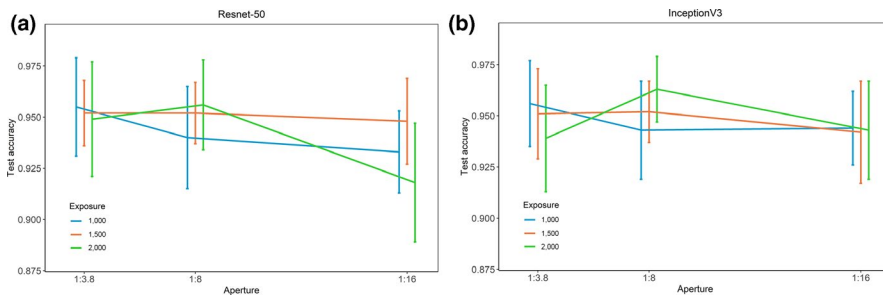 (a)
Resnet-50
Test accuracy
0.975
0.950
0.925
0.900
0.875
Exposure
1,000
1,500
2,000
1:3.8
1:8
1:16
Aperture
(b)
InceptionV3
Test accuracy
0.975
0.950
0.925
0.900
0.875
Exposure
1,000
1,500
2,000
1:3.8
1:8
1:16
Aperture